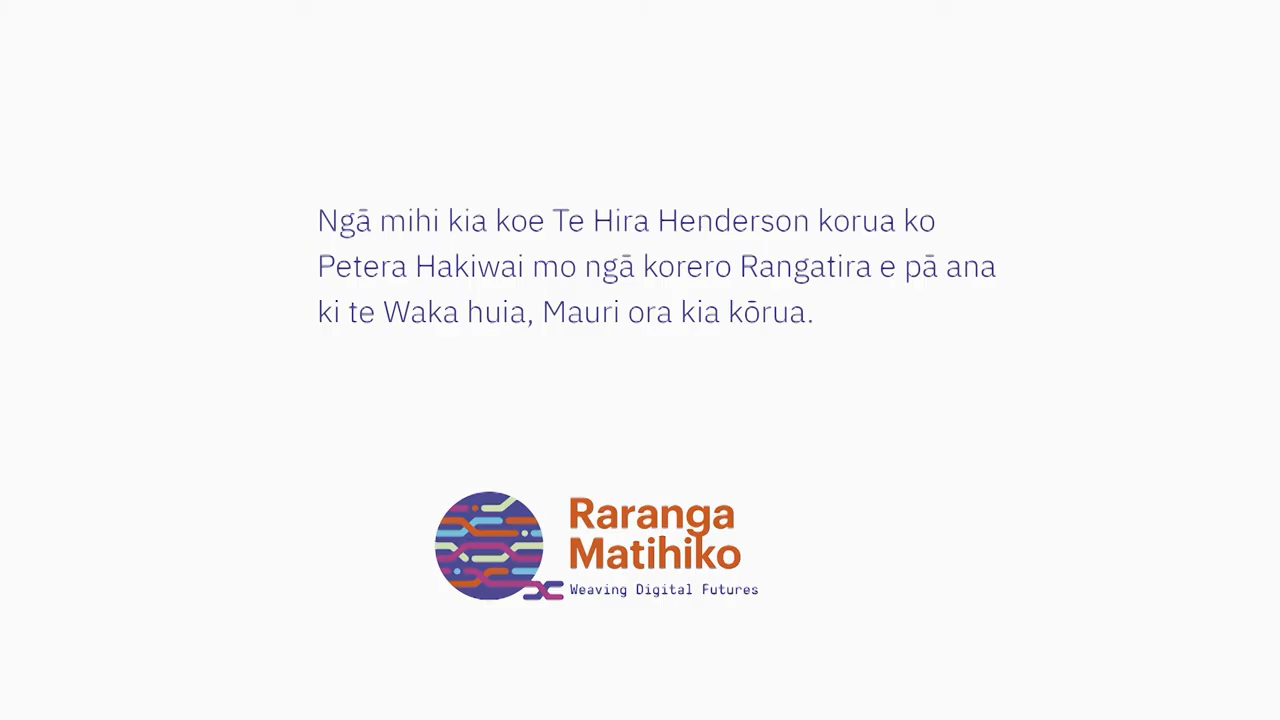 Ngā mihi kia koe Te Hira Henderson korua ko
Petera Hakiwai mo ngā korero Rangatira e pā ana
ki te Waka huia, Mauri ora kia kōrua.
Raranga
Matihiko
Weaving Digital Futures